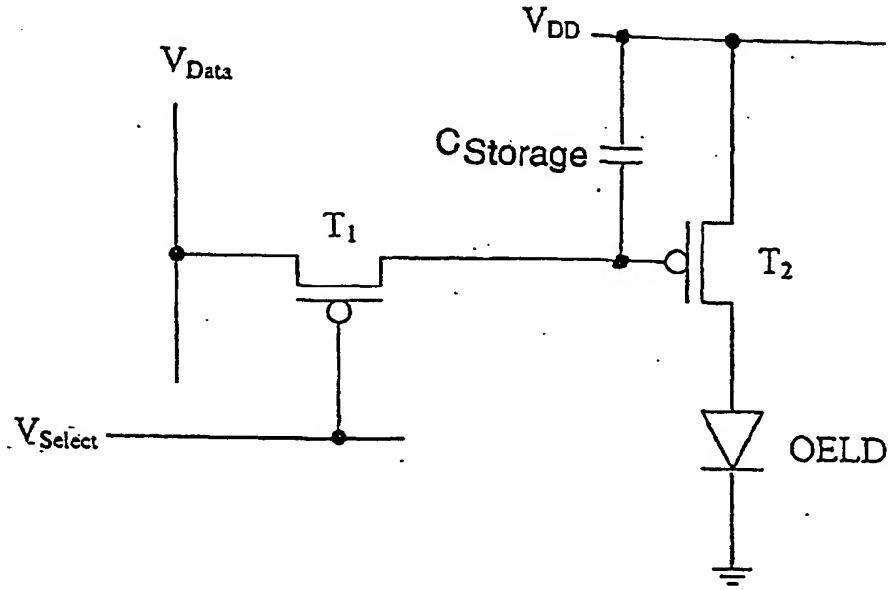 V_DD
V_Data
C_Storage
T_1
T_2
V_Select
OELD